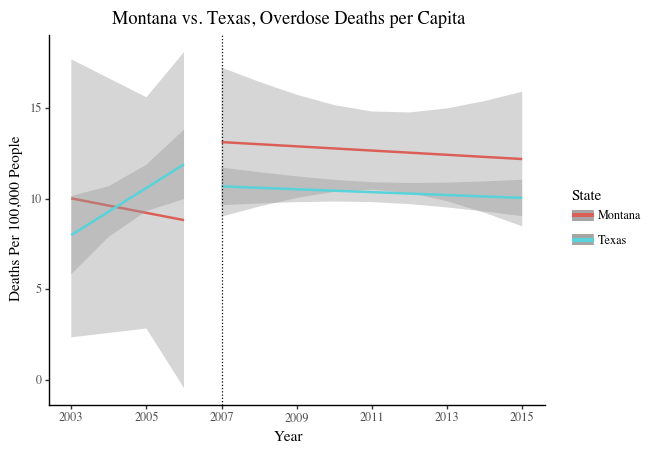 Montana vs. Texas, Overdose Deaths per Capita
Deaths Per 100,000 People
15
10
5
0
2003 2005 2007 2009 2011 2013 2015
Year
State
Montana
Texas